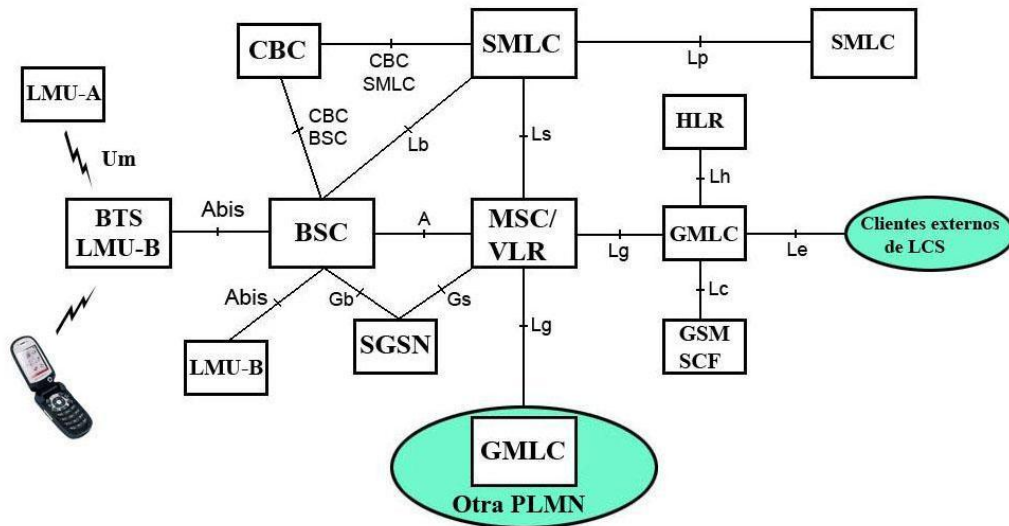 CBC
CBC
SMLC
SMLC
Lp
SMLC
LMU-A
Um
CBC
BSC
Lb
Ls
HLR
Lh
BTS
LMU-B
Abis
BSC
A
MSC/
VLR
Lg
GMLC
Le
Clientes externos
de LCS
Abis
Gb
Gs
Lc
LMU-B
SGSN
Lg
GSM
SCF
GMLC
Otra PLMN